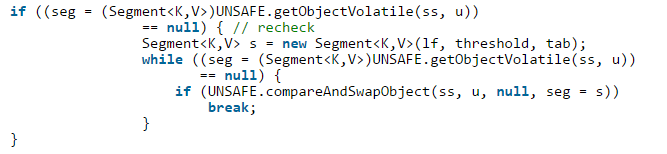 if ((seg = (Segment<K,V>)UNSAFE.getObjectVolatile(ss, u))
== null) { // recheck
Segment<K,V> s = new Segment<K,V>(lf, threshold, tab);
while ((seg = (Segment<K,V>)UNSAFE.getObjectVolatile(ss, u))
== null) {
if (UNSAFE.compareAndSwapObject(ss, u, null, seg = s))
break;
}
}